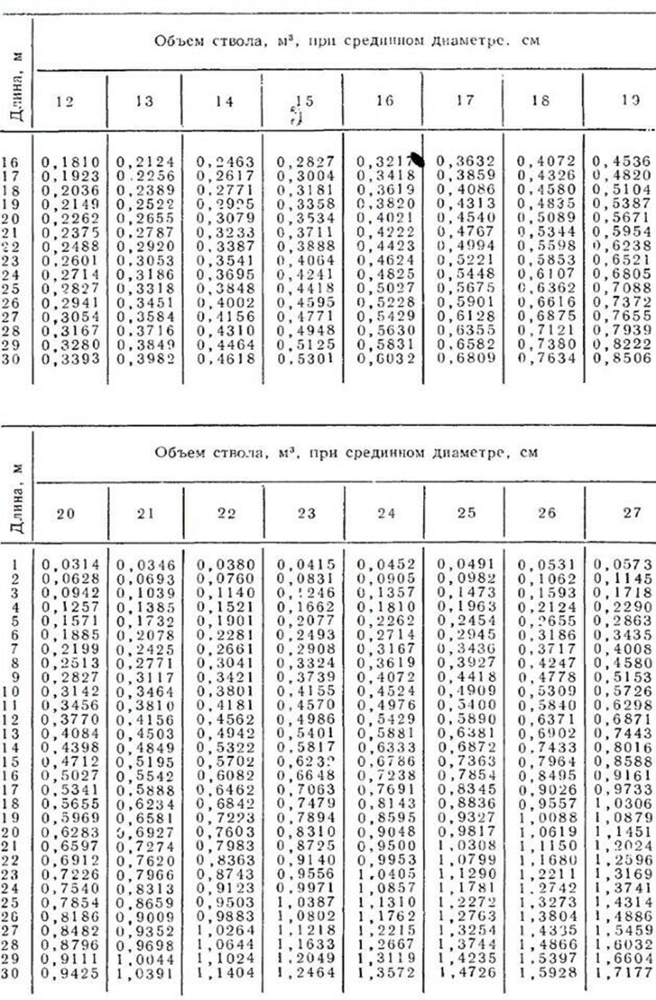 Длина, м
Объем ствола, м³, при срединном диаметре, см
12 13 14 15 16 17 18 19
16 0,1810 0,2124 0,2463 0,2827 0,3217 0,3632 0,4072 0,4536
17 0,1923 0,2256 0,2617 0,3004 0,3418 0,3859 0,4326 0,4820
18 0,2036 0,2389 0,2771 0,3181 0,3619 0,4086 0,4580 0,5104
19 0,2149 0,2522 0,2925 0,3358 0,3820 0,4313 0,4835 0,5387
20 0,2262 0,2655 0,3079 0,3534 0,4021 0,4540 0,5089 0,5671
21 0,2375 0,2787 0,3233 0,3711 0,4222 0,4767 0,5344 0,5954
22 0,2488 0,2920 0,3387 0,3888 0,4423 0,4994 0,5598 0,6238
23 0,2601 0,3053 0,3541 0,4064 0,4624 0,5221 0,5853 0,6521
24 0,2714 0,3186 0,3695 0,4241 0,4825 0,5448 0,6107 0,6805
25 0,2827 0,3318 0,3848 0,4418 0,5027 0,5675 0,6362 0,7088
26 0,2941 0,3451 0,4002 0,4595 0,5228 0,5901 0,6616 0,7372
27 0,3054 0,3584 0,4156 0,4771 0,5429 0,6128 0,6875 0,7655
28 0,3167 0,3716 0,4310 0,4948 0,5630 0,6355 0,7121 0,7939
29 0,3280 0,3849 0,4464 0,5125 0,5831 0,6582 0,7380 0,8222
30 0,3393 0,3982 0,4618 0,5301 0,6032 0,6809 0,7634 0,8506
Длина, м
Объем ствола, м³, при срединном диаметре, см
20 21 22 23 24 25 26 27
1 0,0314 0,0346 0,0380 0,0415 0,0452 0,0491 0,0531 0,0573
2 0,0628 0,0693 0,0760 0,0831 0,0905 0,0982 0,1062 0,1145
3 0,0942 0,1039 0,1140 0,1246 0,1357 0,1473 0,1593 0,1718
4 0,1257 0,1385 0,1521 0,1662 0,1810 0,1963 0,2124 0,2290
5 0,1571 0,1732 0,1901 0,2077 0,2262 0,2454 0,2655 0,2863
6 0,1885 0,2078 0,2281 0,2493 0,2714 0,2945 0,3186 0,3435
7 0,2199 0,2425 0,2661 0,2908 0,3167 0,3436 0,3717 0,4008
8 0,2513 0,2771 0,3041 0,3324 0,3619 0,3927 0,4247 0,4580
9 0,2827 0,3117 0,3421 0,3739 0,4072 0,4418 0,4778 0,5153
10 0,3142 0,3464 0,3801 0,4155 0,4524 0,4909 0,5309 0,5726
11 0,3456 0,3810 0,4181 0,4570 0,4976 0,5400 0,5840 0,6298
12 0,3770 0,4156 0,4562 0,4986 0,5429 0,5890 0,6371 0,6871
13 0,4084 0,4503 0,4942 0,5401 0,5881 0,6381 0,6902 0,7443
14 0,4398 0,4849 0,5322 0,5817 0,6333 0,6872 0,7433 0,8016
15 0,4712 0,5195 0,5702 0,6232 0,6786 0,7363 0,7964 0,8588
16 0,5027 0,5542 0,6082 0,6648 0,7238 0,7854 0,8495 0,9161
17 0,5341 0,5888 0,6462 0,7063 0,7691 0,8345 0,9026 0,9733
18 0,5655 0,6234 0,6842 0,7479 0,8143 0,8836 0,9557 1,0306
19 0,5969 0,6581 0,7223 0,7894 0,8595 0,9327 1,0088 1,0879
20 0,6283 0,6927 0,7603 0,8310 0,9048 0,9817 1,0619 1,1451
21 0,6597 0,7274 0,7983 0,8725 0,9500 1,0308 1,1150 1,2024
22 0,6912 0,7620 0,8363 0,9140 0,9953 1,0799 1,1680 1,2596
23 0,7226 0,7966 0,8743 0,9556 1,0405 1,1290 1,2211 1,3169
24 0,7540 0,8313 0,9123 0,9971 1,0857 1,1781 1,2742 1,3741
25 0,7854 0,8659 0,9503 1,0387 1,1310 1,2272 1,3273 1,4314
26 0,8186 0,9009 0,9883 1,0802 1,1762 1,2763 1,3804 1,4886
27 0,8482 0,9352 1,0264 1,1218 1,2215 1,3254 1,4335 1,5459
28 0,8796 0,9698 1,0644 1,1633 1,2667 1,3744 1,4866 1,6032
29 0,9111 1,0044 1,1024 1,2049 1,3119 1,4235 1,5397 1,6604
30 0,9425 1,0391 1,1404 1,2464 1,3572 1,4726 1,5928 1,7177